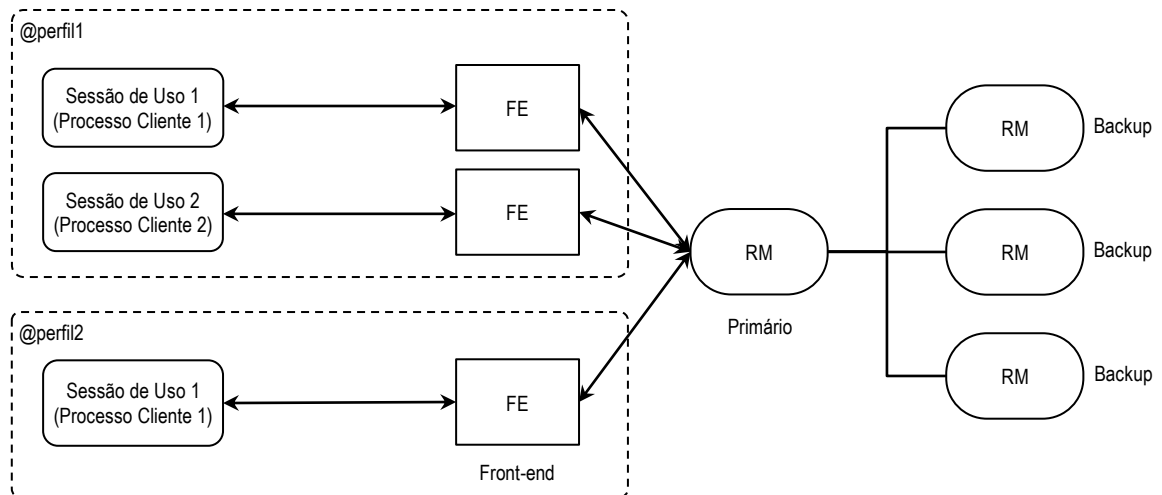 @perfil1
Sessão de Uso 1
(Processo Cliente 1)
FE
Sessão de Uso 2
(Processo Cliente 2)
FE
@perfil2
Sessão de Uso 1
(Processo Cliente 1)
FE
Front-end
RM
Primário
RM
Backup
RM
Backup
RM
Backup